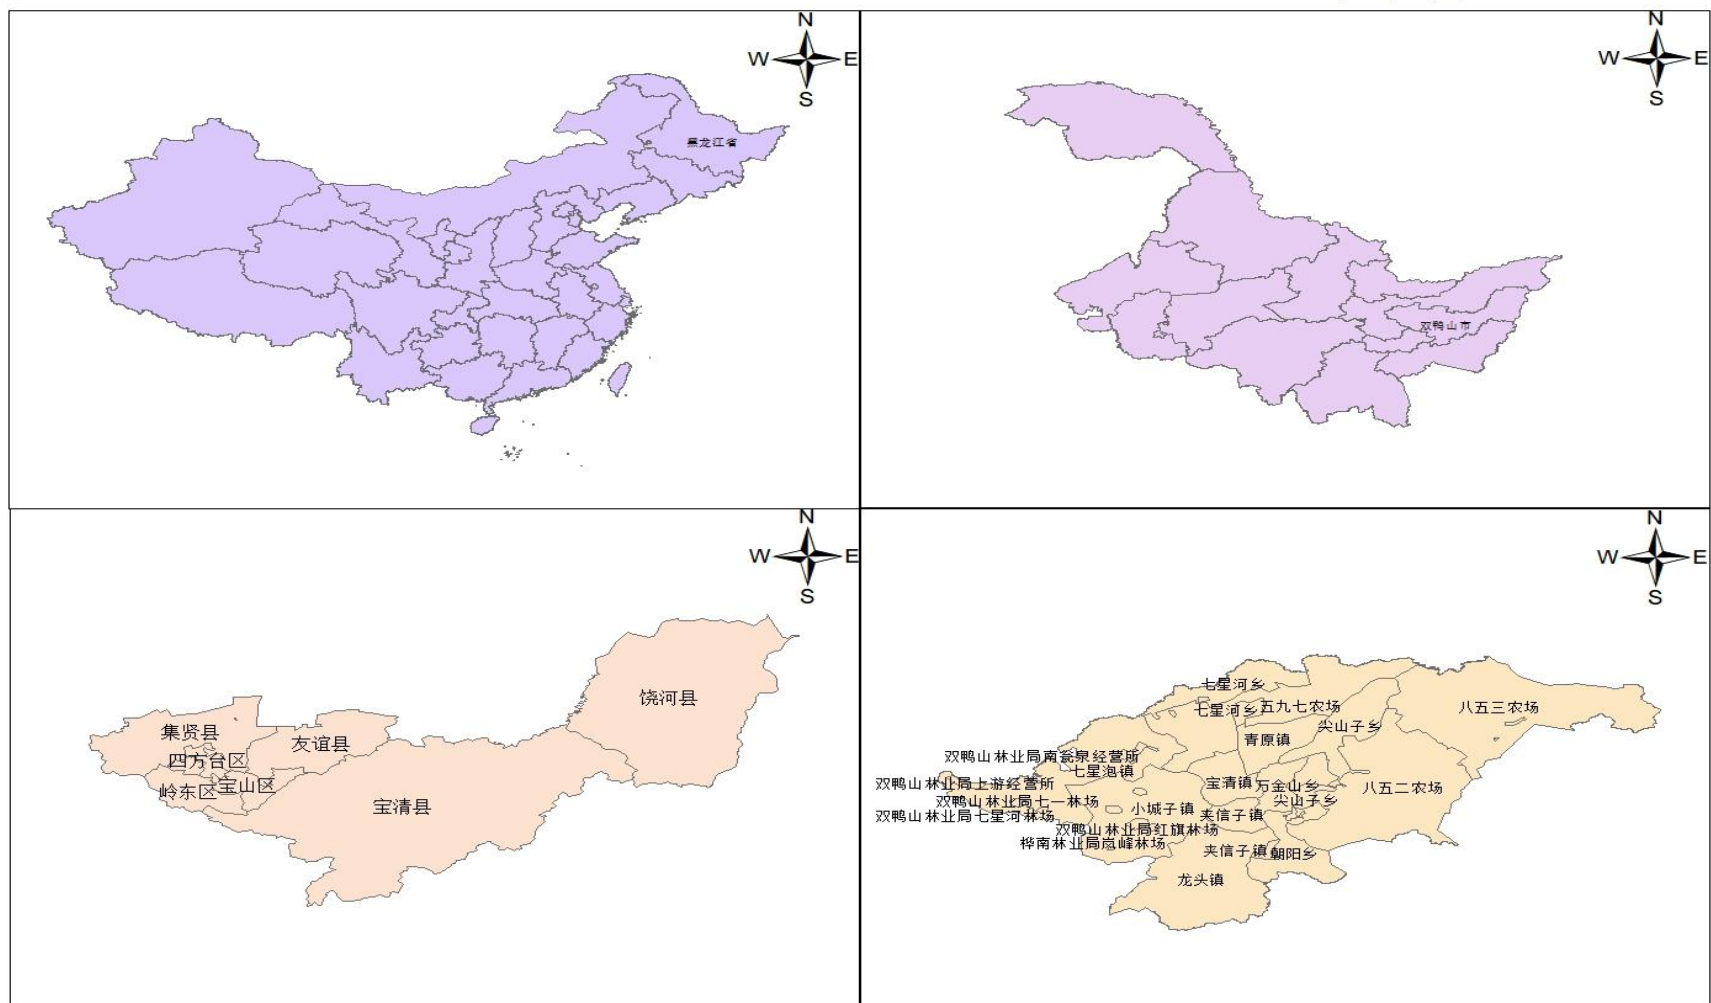 N
W
E
S
黑龙江省
N
W
E
S
双鸭山市
N
W
E
S
饶河县
集贤县
友谊县
四方台区
岭东区
宝山区
宝清县
N
W
E
S
七星河乡
七星河乡
五九七农场
八五三农场
尖山子乡
青原镇
双鸭山林业局南瓮泉经营所
七星泡镇
双鸭山林业局上游经营所
宝清镇
万金山乡
八五二农场
双鸭山林业局七一林场
尖山子乡
小城子镇
双鸭山林业局七星河林场
夹信子镇
双鸭山林业局红旗林场
桦南林业局岚峰林场
夹信子镇
朝阳乡
龙头镇